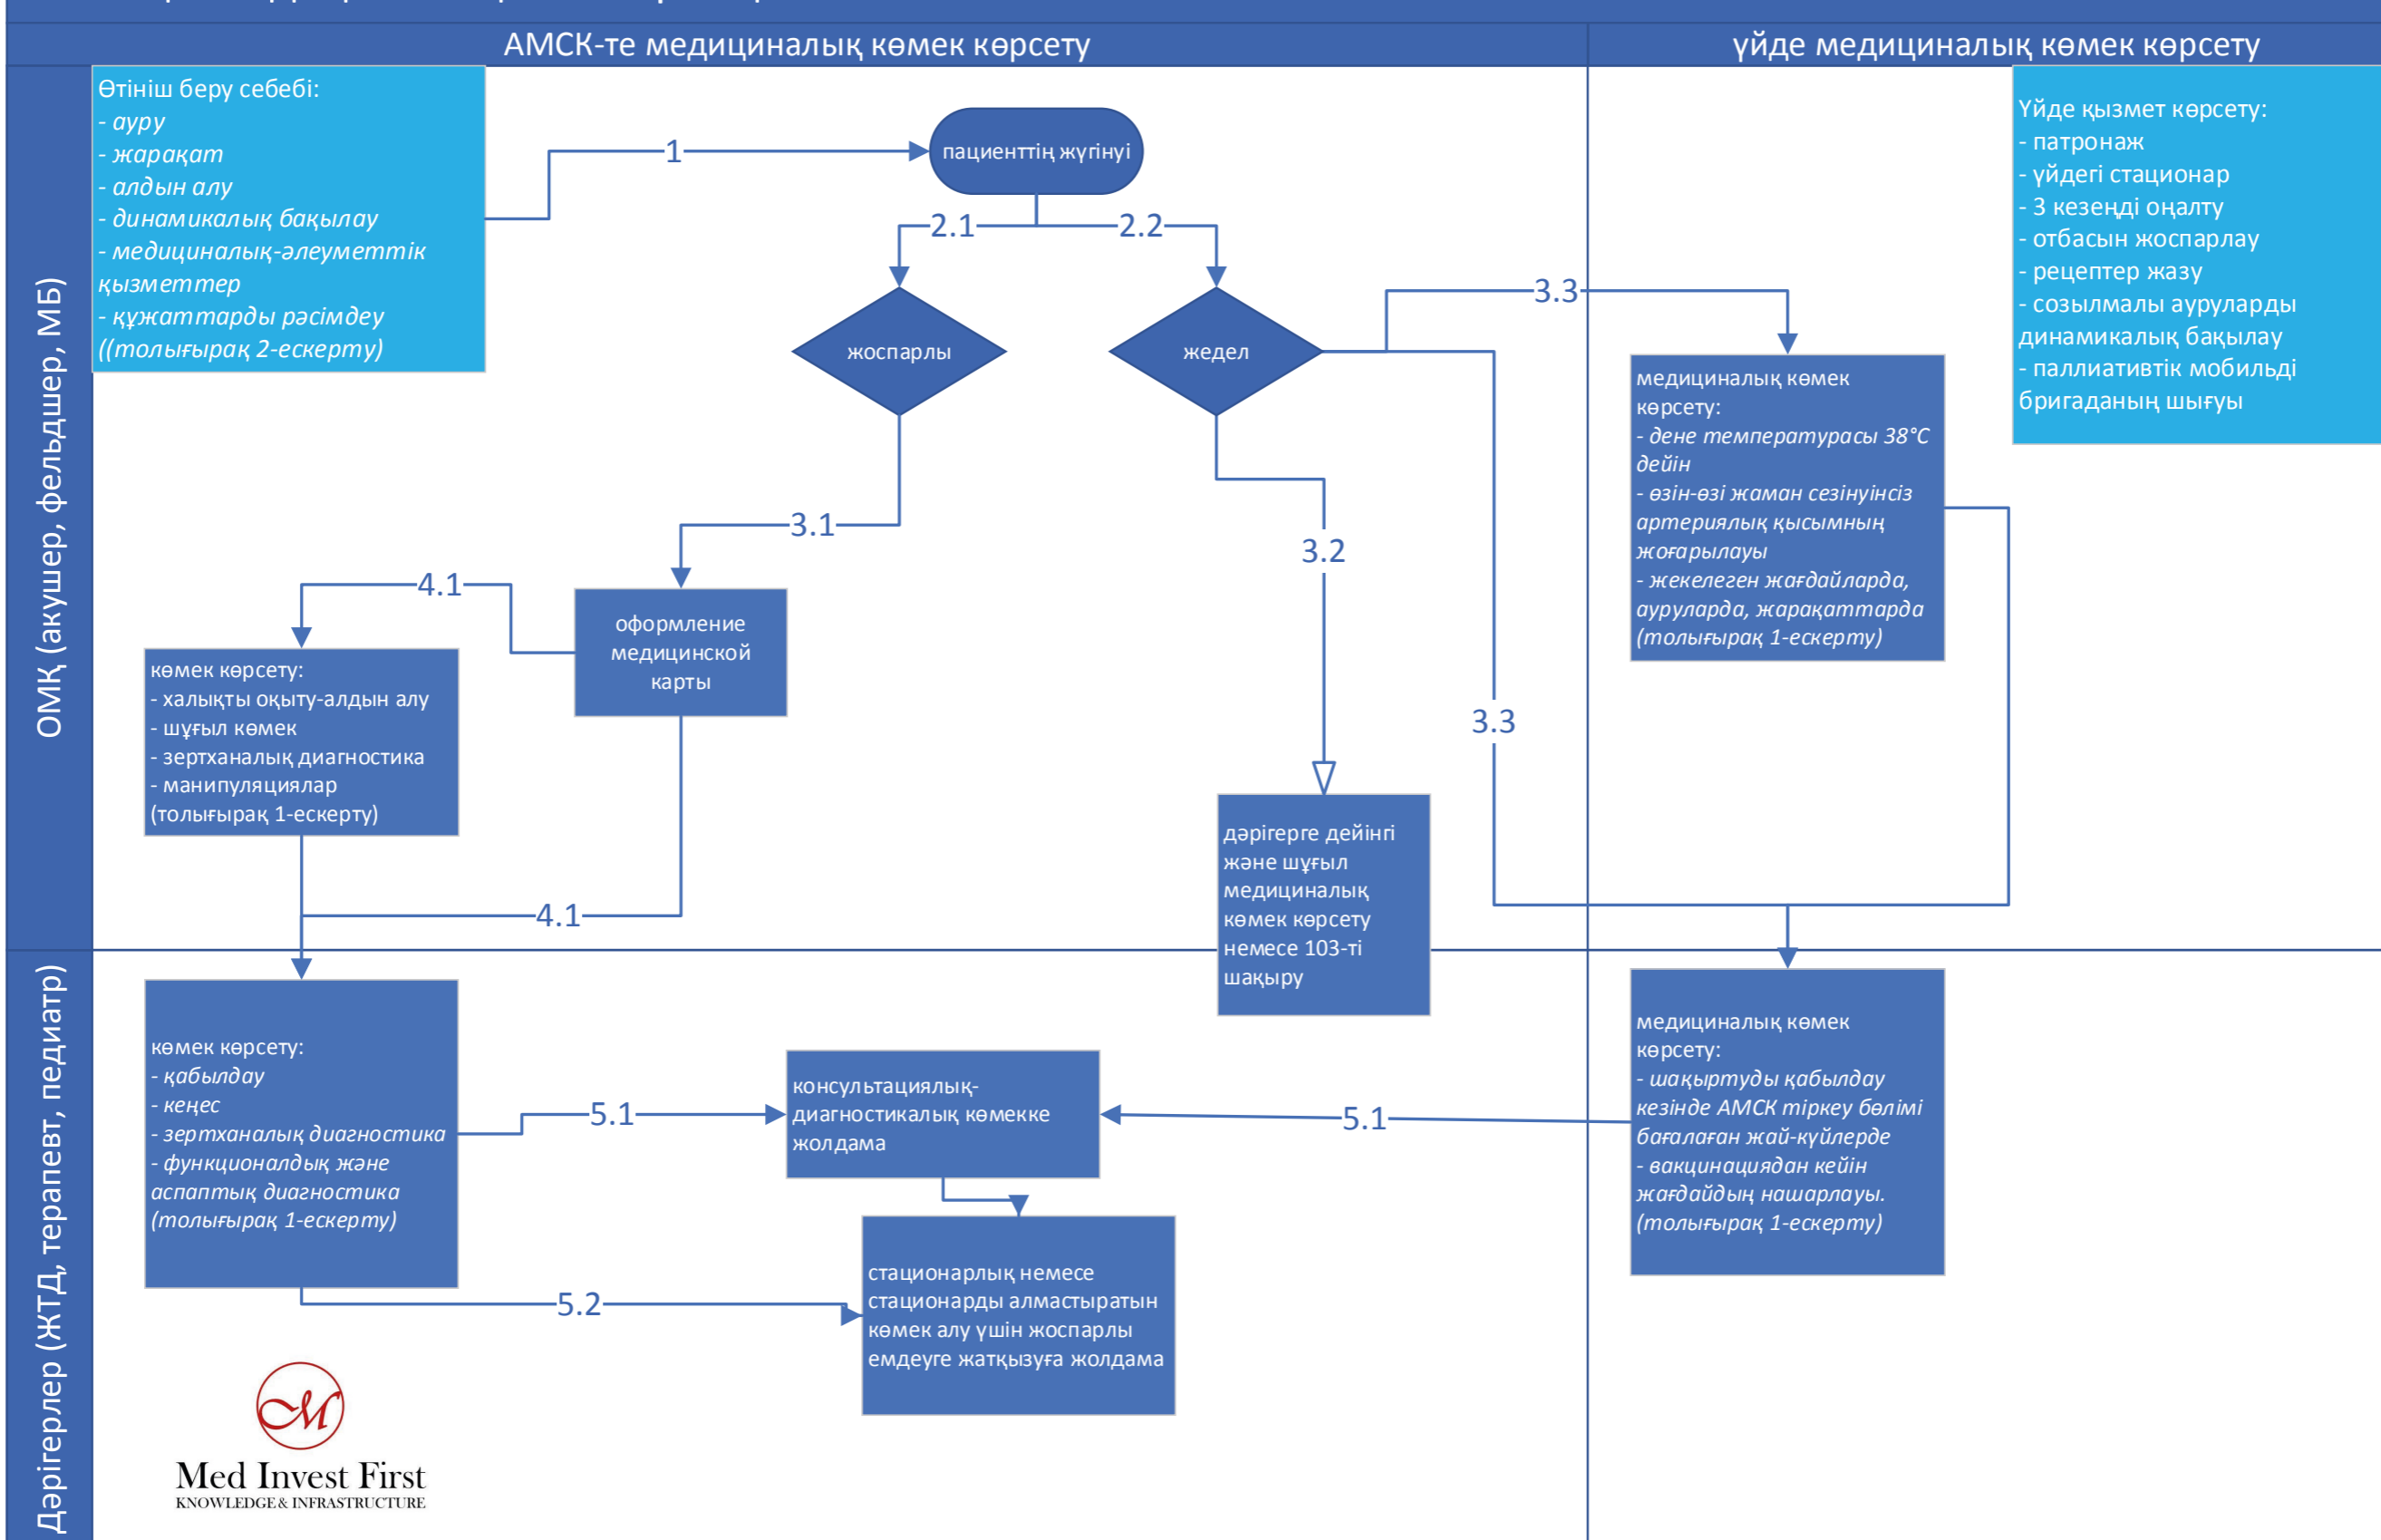 АМСК-те медициналық көмек көрсету
үйде медициналық көмек көрсету
ОМҚ (акушер, фельдшер, МБ)
Өтініш беру себебі:
- ауру
- жарақат
- алдын алу
- динамикалық бақылау
- медициналық-әлеуметтік
қызметтер
- құжаттарды рәсімдеу
((толығырақ 2-ескерту)
1
пациенттің жүгінуі
2.1
2.2
жоспарлы
жедел
3.3
Үйде қызмет көрсету:
- патронаж
- үйдегі стационар
- 3 кезеңді оңалту
- отбасын жоспарлау
- рецептер жазу
- созылмалы ауруларды
динамикалық бақылау
- паллиативтік мобильді
бригаданың шығуы
медициналық көмек
көрсету:
- дене температурасы 38°С
дейін
- өзін-өзі жаман сезінуінсіз
артериялық қысымның
жоғарылауы
- жекелеген жағдайларда,
ауруларда, жарақаттарда
(толығырақ 1-ескерту)
3.1
3.2
3.3
4.1
оформление
медицинской
карты
көмек көрсету:
- халықты оқыту-алдын алу
- шұғыл көмек
- зертханалық диагностика
- манипуляциялар
(толығырақ 1-ескерту)
4.1
дәрігерге дейінгі
және шұғыл
медициналық
көмек көрсету
немесе 103-ті
шақыру
Дәрігерлер (ЖТД, терапевт, педиатр)
көмек көрсету:
- қабылдау
- кеңес
- зертханалық диагностика
- функционалдық және
аспаптық диагностика
(толығырақ 1-ескерту)
5.1
консультациялық-
диагностикалық көмекке
жолдама
5.1
медициналық көмек
көрсету:
- шақыртуды қабылдау
кезінде АМСК тіркеу бөлімі
бағалаған жай-күйлерде
- вакцинациядан кейін
жағдайдың нашарлауы.
(толығырақ 1-ескерту)
5.2
стационарлық немесе
стационарды алмастыратын
көмек алу үшін жоспарлы
емдеуге жатқызуға жолдама
M
Med Invest First
KNOWLEDGE & INFRASTRUCTURE